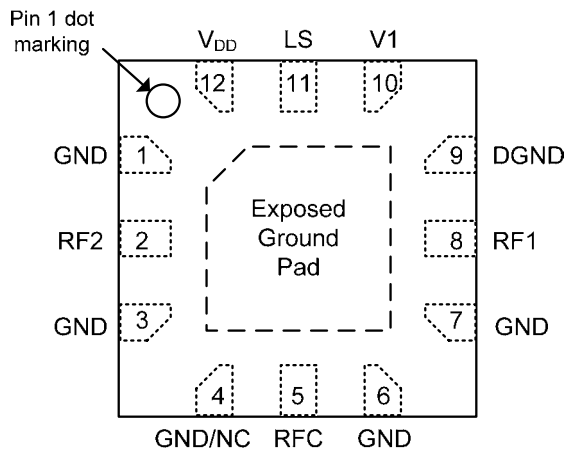 Pin 1 dot
marking
VDD LS V1
12 11 10
GND 1 9 DGND
Exposed
Ground
Pad
RF2 2 8 RF1
GND 3 7 GND
4 5 6
GND/NC RFC GND